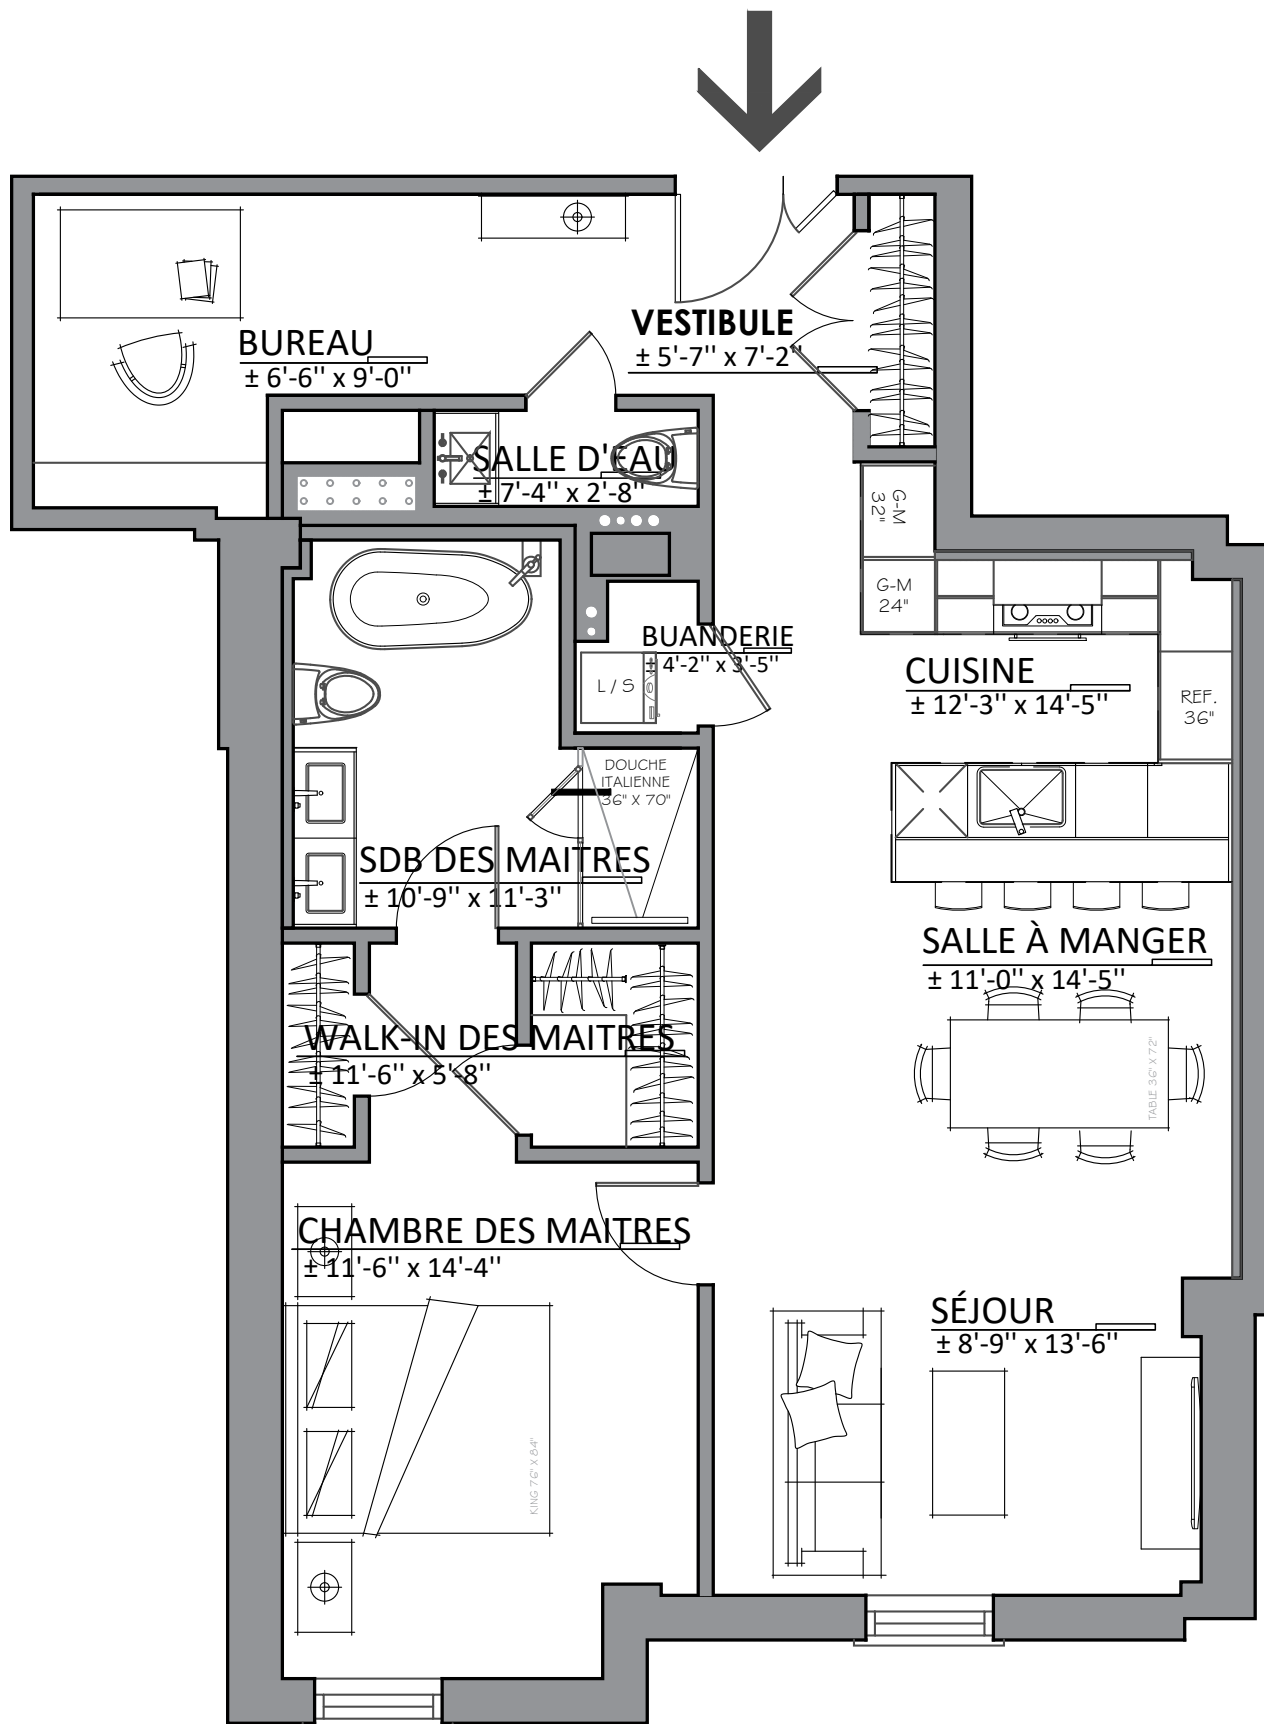 BUREAU
± 6'-6" x 9'-0"
VESTIBULE
± 5'-7" x 7'-2"
SALLE D'EAU
± 7'-4" x 2'-8"
G-M
32"
G-M
24"
BUANDERIE
± 4'-2" x 3'-5"
L / S
CUISINE
± 12'-3" x 14'-5"
REF.
36"
DOUCHE
ITALIENNE
36" X 70"
SDB DES MAITRES
± 10'-9" x 11'-3"
SALLE À MANGER
± 11'-0" x 14'-5"
TABLE 36" X 72"
WALK-IN DES MAITRES
± 11'-6" x 5'-8"
CHAMBRE DES MAITRES
± 11'-6" x 14'-4"
KING 76" X 84"
SÉJOUR
± 8'-9" x 13'-6"